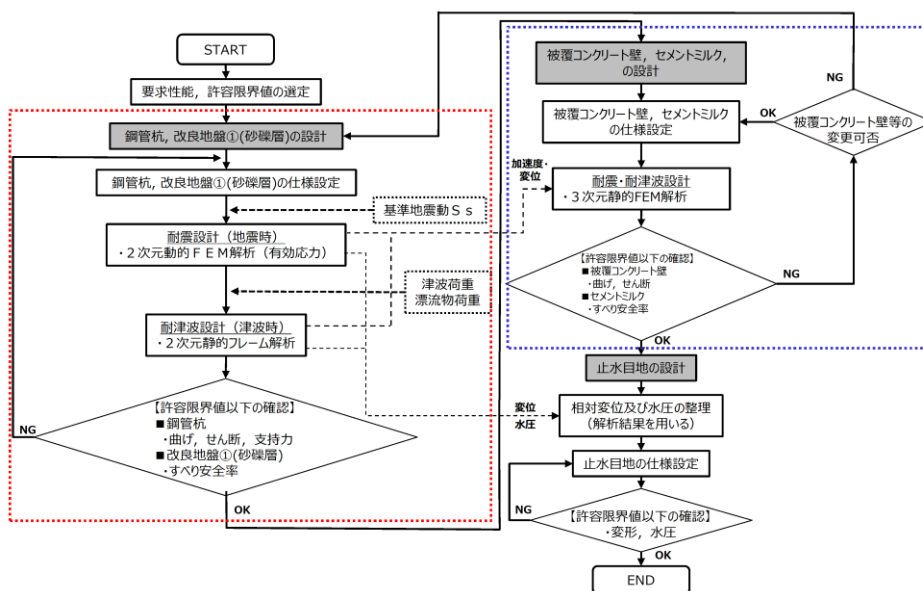 START
要求性能，許容限界値の選定
鋼管杭，改良地盤①(砂礫層)の設計
鋼管杭，改良地盤①(砂礫層)の仕様設定
基準地震動Ｓｓ
耐震設計（地震時）
・２次元動的ＦＥＭ解析（有効応力）
津波荷重
漂流物荷重
耐津波設計（津波時）
・２次元静的フレーム解析
【許容限界値以下の確認】
■鋼管杭
・曲げ，せん断，支持力
■改良地盤①(砂礫層)
・すべり安全率
NG
OK
被覆コンクリート壁，セメントミルク，
の設計
被覆コンクリート壁，セメントミルク
の仕様設定
加速度・
変位
耐震・耐津波設計
・３次元静的FEM解析
【許容限界値以下の確認】
■被覆コンクリート壁
・曲げ，せん断
■セメントミルク
・すべり安全率
NG
OK
被覆コンクリート壁等の
変更可否
NG
OK
止水目地の設計
変位
水圧
相対変位及び水圧の整理
（解析結果を用いる）
止水目地の仕様設定
【許容限界値以下の確認】
・変形，水圧
NG
OK
END